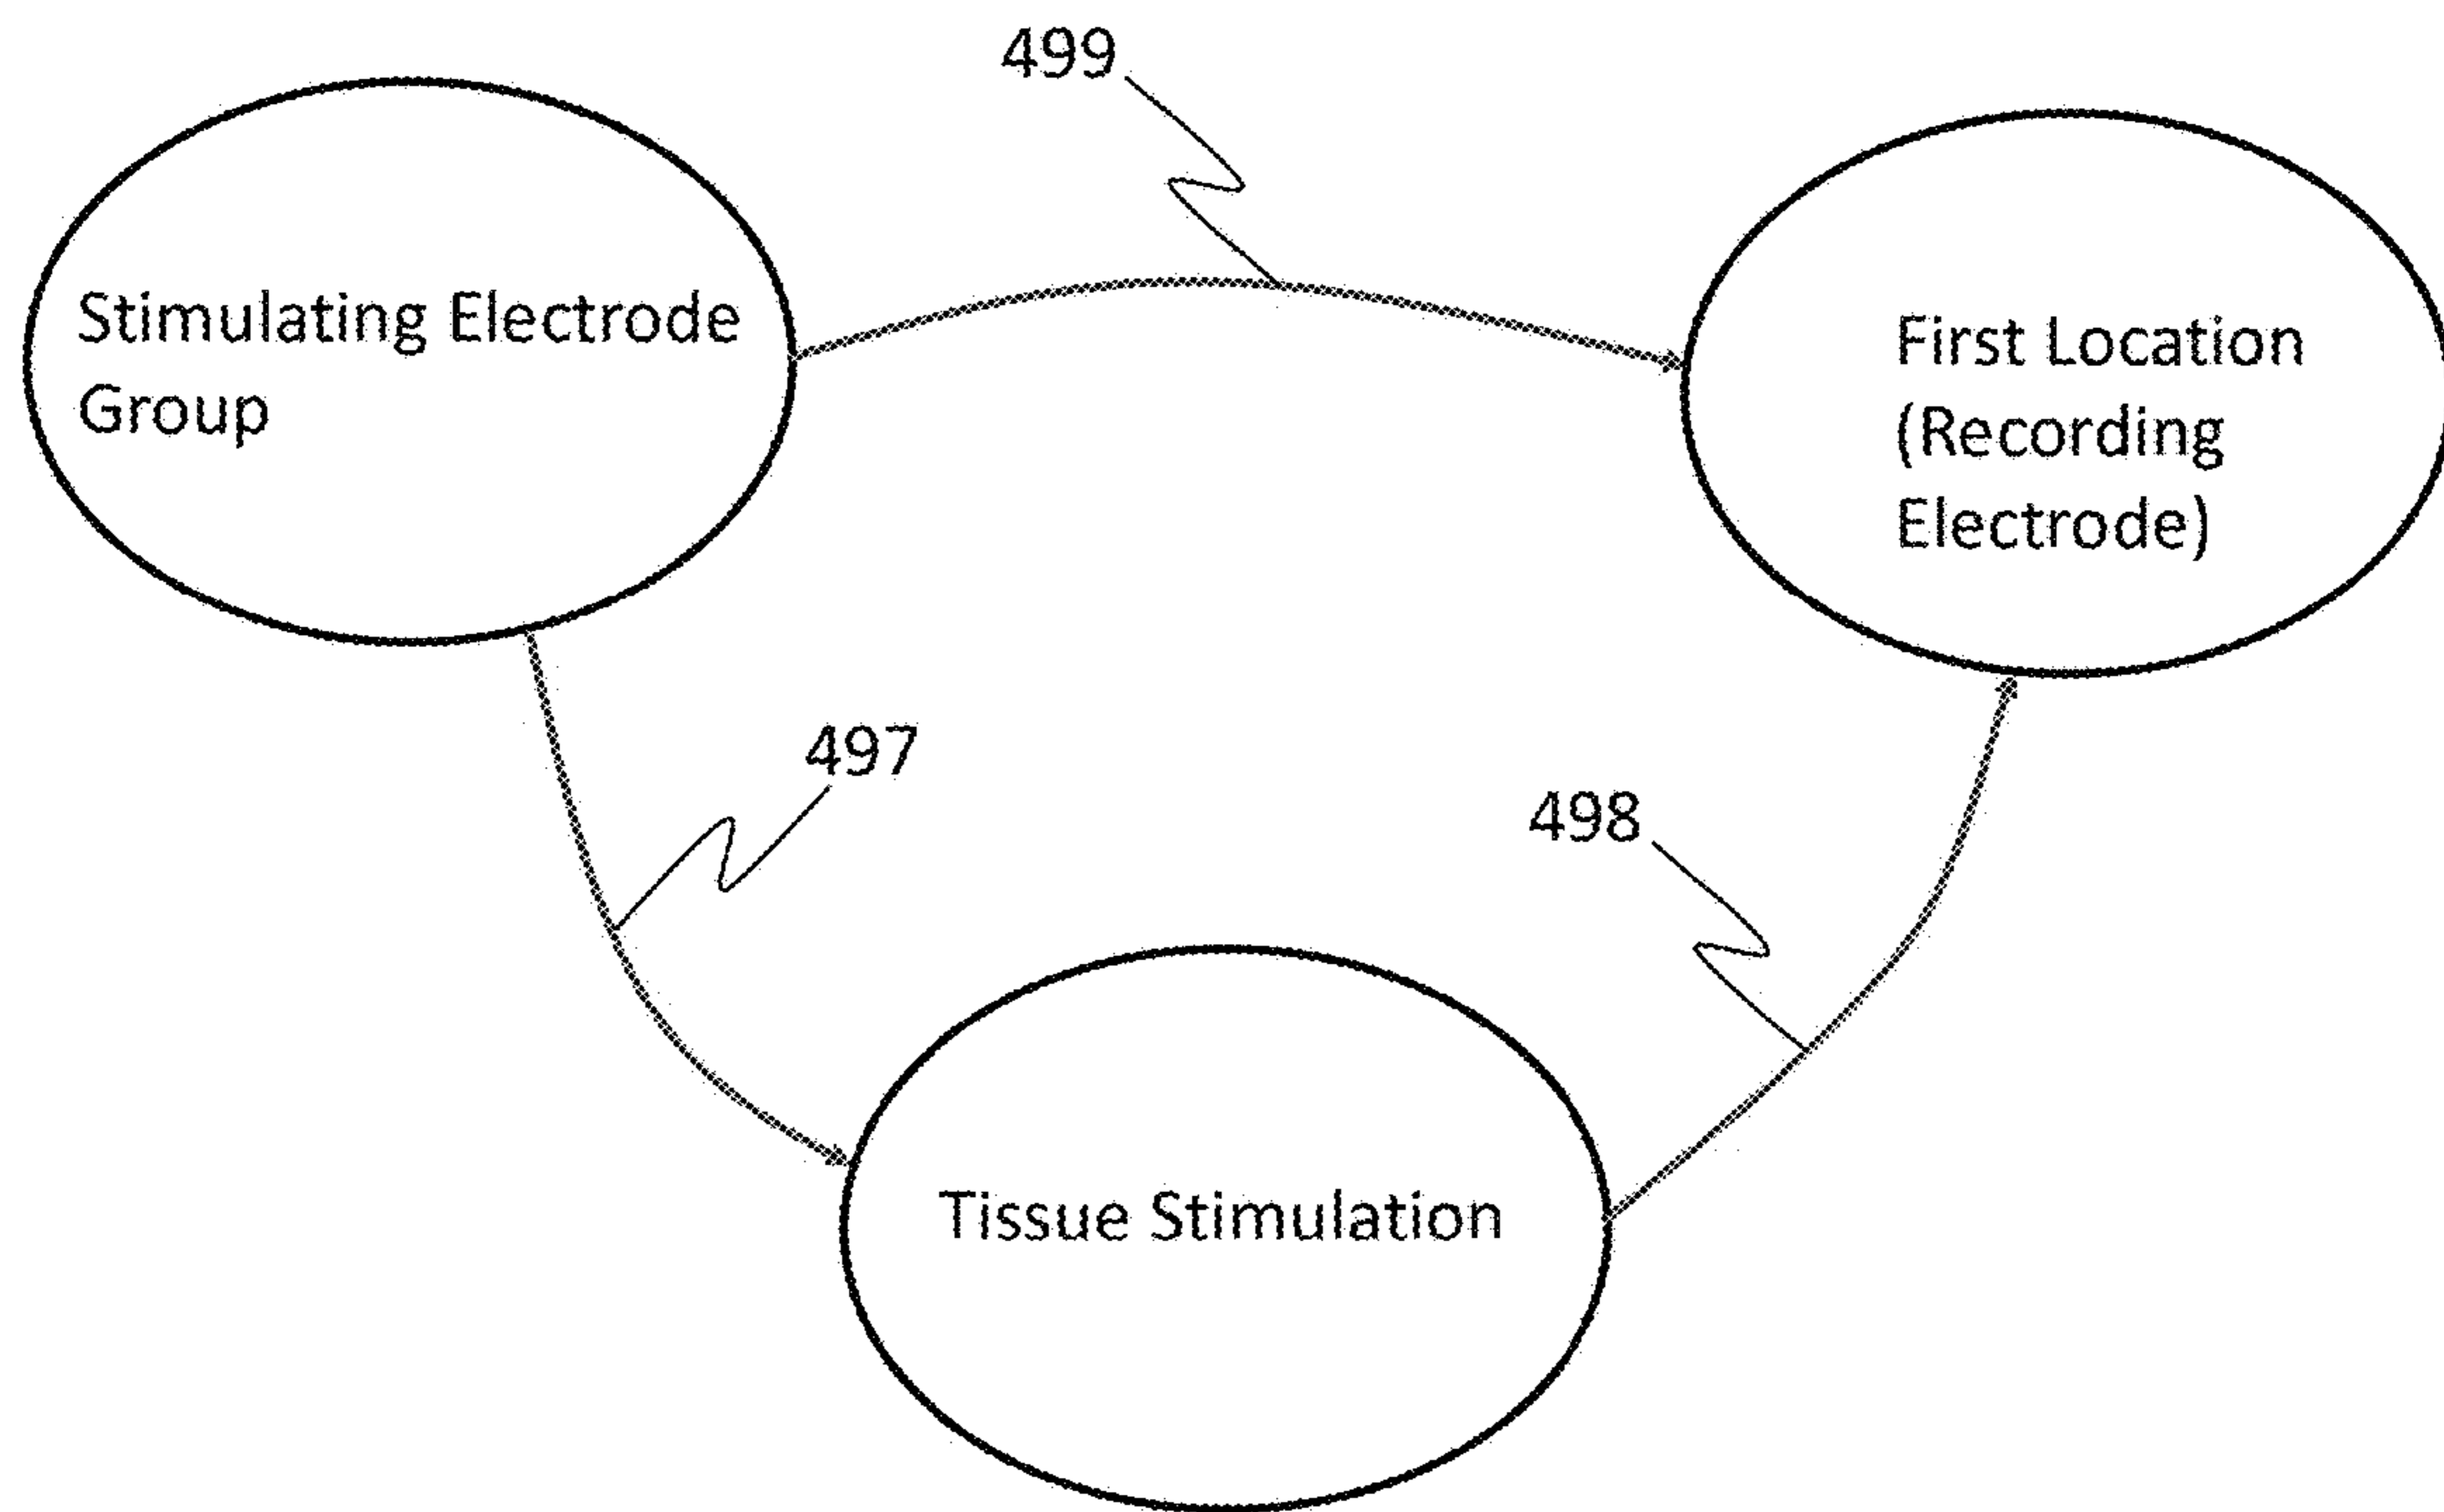 499
Stimulating Electrode
Group
First Location
(Recording
Electrode)
497
498
Tissue Stimulation